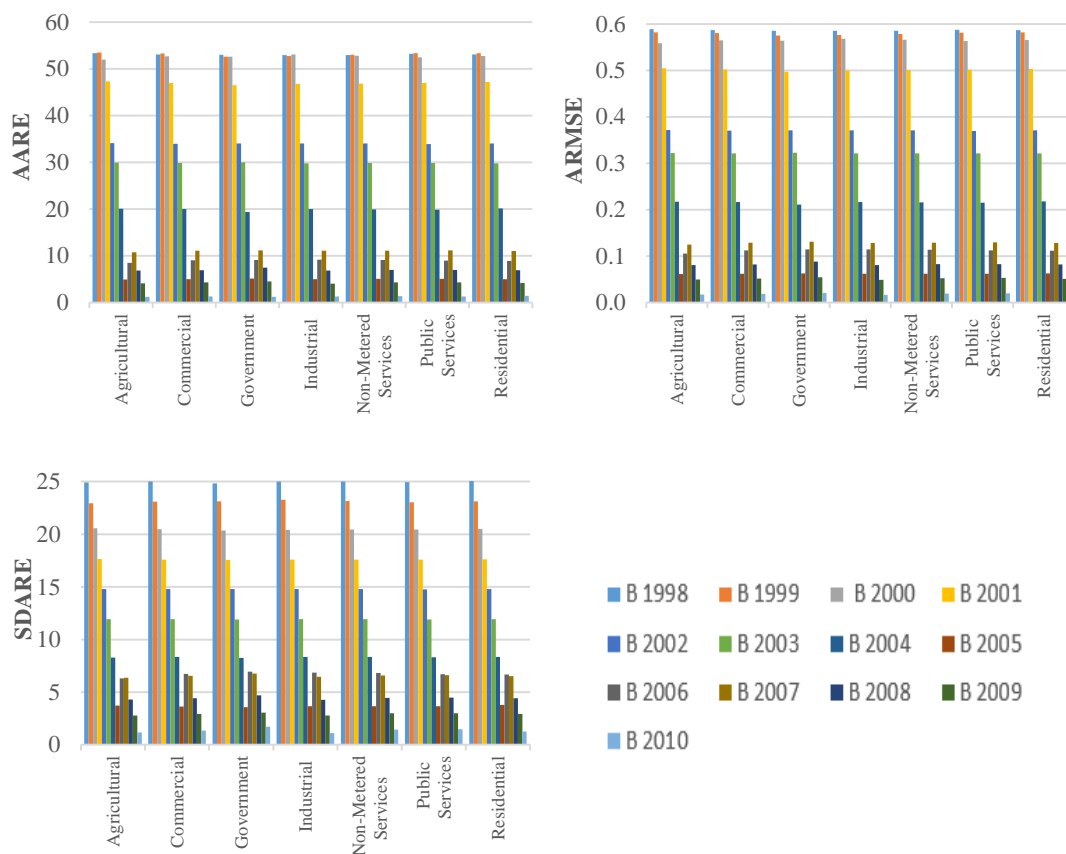 60
50
40
30
20
10
0
AARE
Agricultural
Commercial
Government
Industrial
Non-Metered
Services
Public
Services
Residential
0.6
0.5
0.4
0.3
0.2
0.1
0.0
ARMSE
Agricultural
Commercial
Government
Industrial
Non-Metered
Services
Public
Services
Residential
25
20
15
10
5
0
SDARE
Agricultural
Commercial
Government
Industrial
Non-Metered
Services
Public
Services
Residential
B 1998 B 1999 B 2000 B 2001
B 2002 B 2003 B 2004 B 2005
B 2006 B 2007 B 2008 B 2009
B 2010